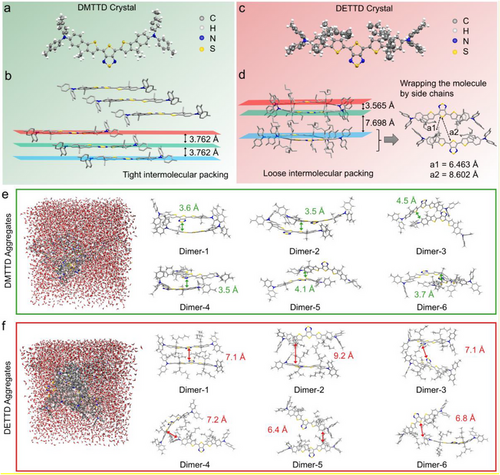 a
DMTTD Crystal
C
H
N
S
b
3.762 Å
3.762 Å
Tight intermolecular packing
c
DETTD Crystal
C
H
N
S
d
Wrapping the molecule
by side chains
3.565 Å
7.698 Å
a1
a2
a1 = 6.463 Å
a2 = 8.602 Å
Loose intermolecular packing
e
DMTTD Aggregates
3.6 Å
Dimer-1
3.5 Å
Dimer-2
4.5 Å
Dimer-3
3.5 Å
Dimer-4
4.1 Å
Dimer-5
3.7 Å
Dimer-6
f
DETTD Aggregates
7.1 Å
Dimer-1
9.2 Å
Dimer-2
7.1 Å
Dimer-3
7.2 Å
Dimer-4
6.4 Å
Dimer-5
6.8 Å
Dimer-6